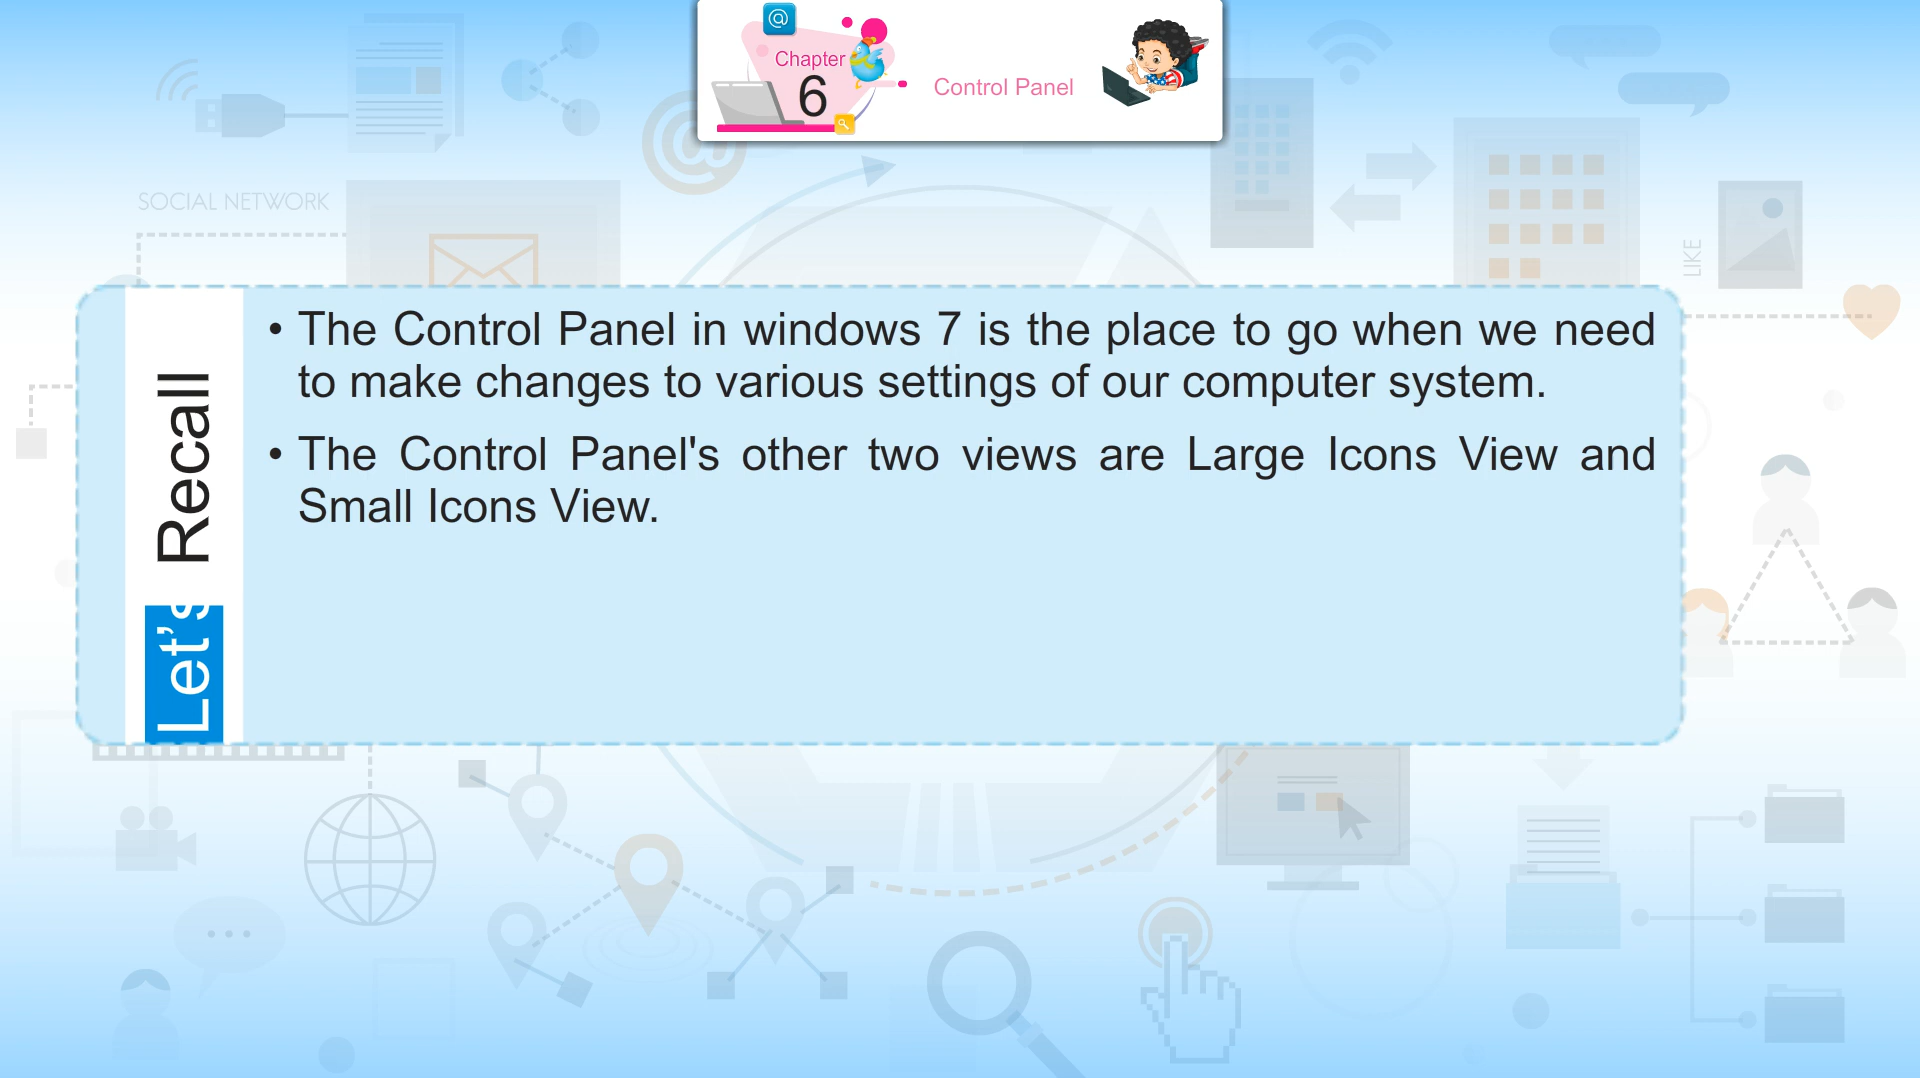 @
Chapter
6
Control Panel
SOCIAL NETWORK
@
LIKE
Let's Recall
• The Control Panel in windows 7 is the place to go when we need
to make changes to various settings of our computer system.
• The Control Panel's other two views are Large Icons View and
Small Icons View.